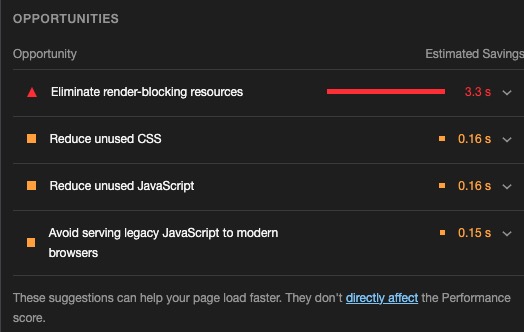 OPPORTUNITIES
Opportunity Estimated Savings
Eliminate render-blocking resources 3.3 s
Reduce unused CSS 0.16 s
Reduce unused JavaScript 0.16 s
Avoid serving legacy JavaScript to modern 0.15 s
browsers
These suggestions can help your page load faster. They don't directly affect the Performance
score.